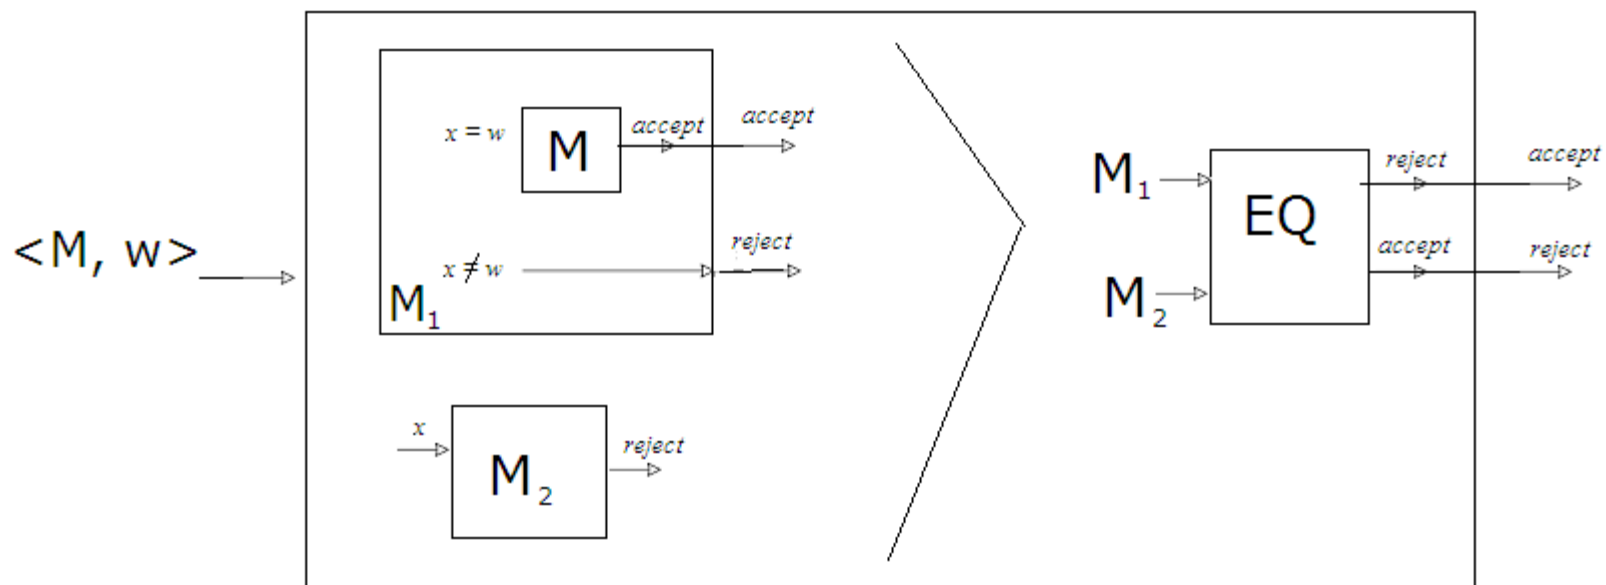 <M, w>
x = w
M
accept
accept
x ≠ w
reject
M₁
x
M₂
reject
M₁
M₂
EQ
reject
accept
accept
reject